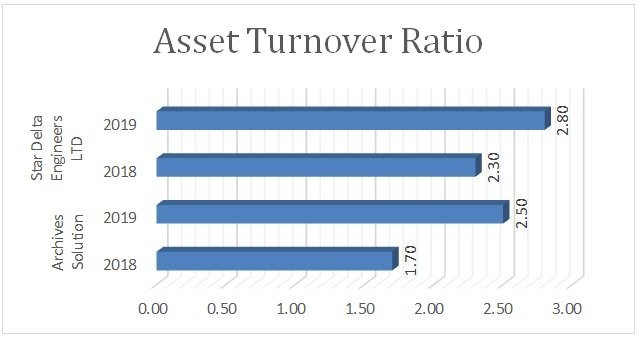 Asset Turnover Ratio
Star Delta
Engineers
LTD
2019
2.80
2018
2.30
Archives
Solution
2019
2.50
2018
1.70
0.00 0.50 1.00 1.50 2.00 2.50 3.00